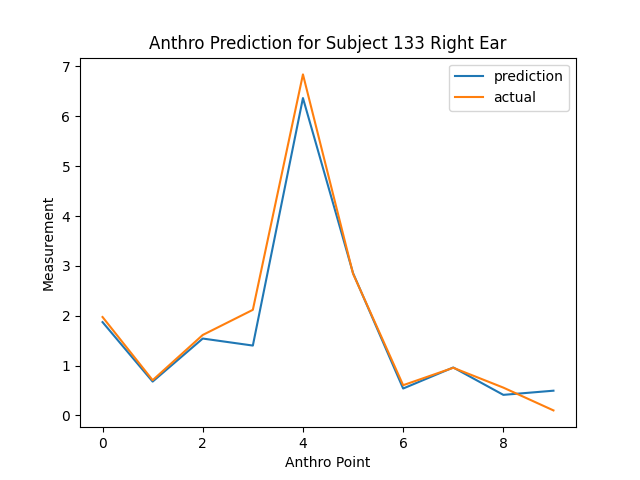 Anthro Prediction for Subject 133 Right Ear
prediction
actual
Measurement
7
6
5
4
3
2
1
0
0 2 4 6 8
Anthro Point